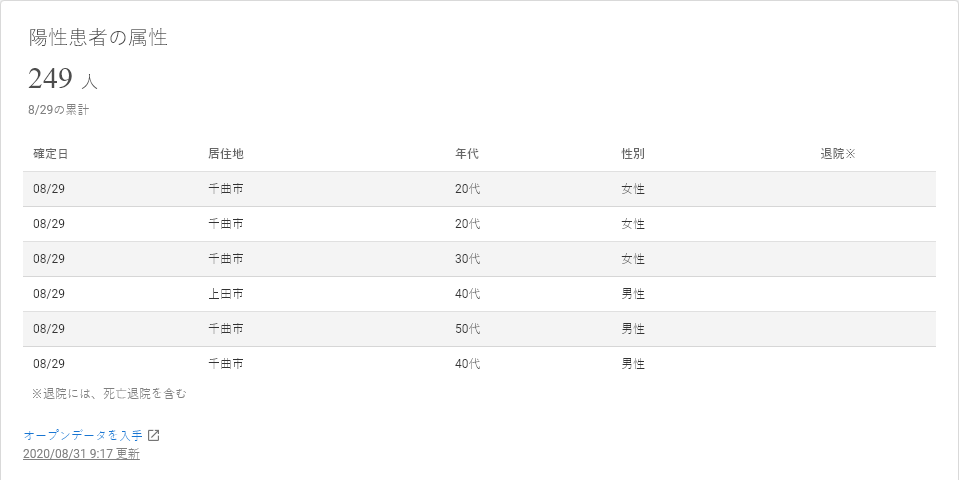 陽性患者の属性
249 人
8/29の累計
確定日 居住地 年代 性別 退院※
08/29 千曲市 20代 女性
08/29 千曲市 20代 女性
08/29 千曲市 30代 女性
08/29 上田市 40代 男性
08/29 千曲市 50代 男性
08/29 千曲市 40代 男性
※退院には、死亡退院を含む
オープンデータを入手
2020/08/31 9:17 更新